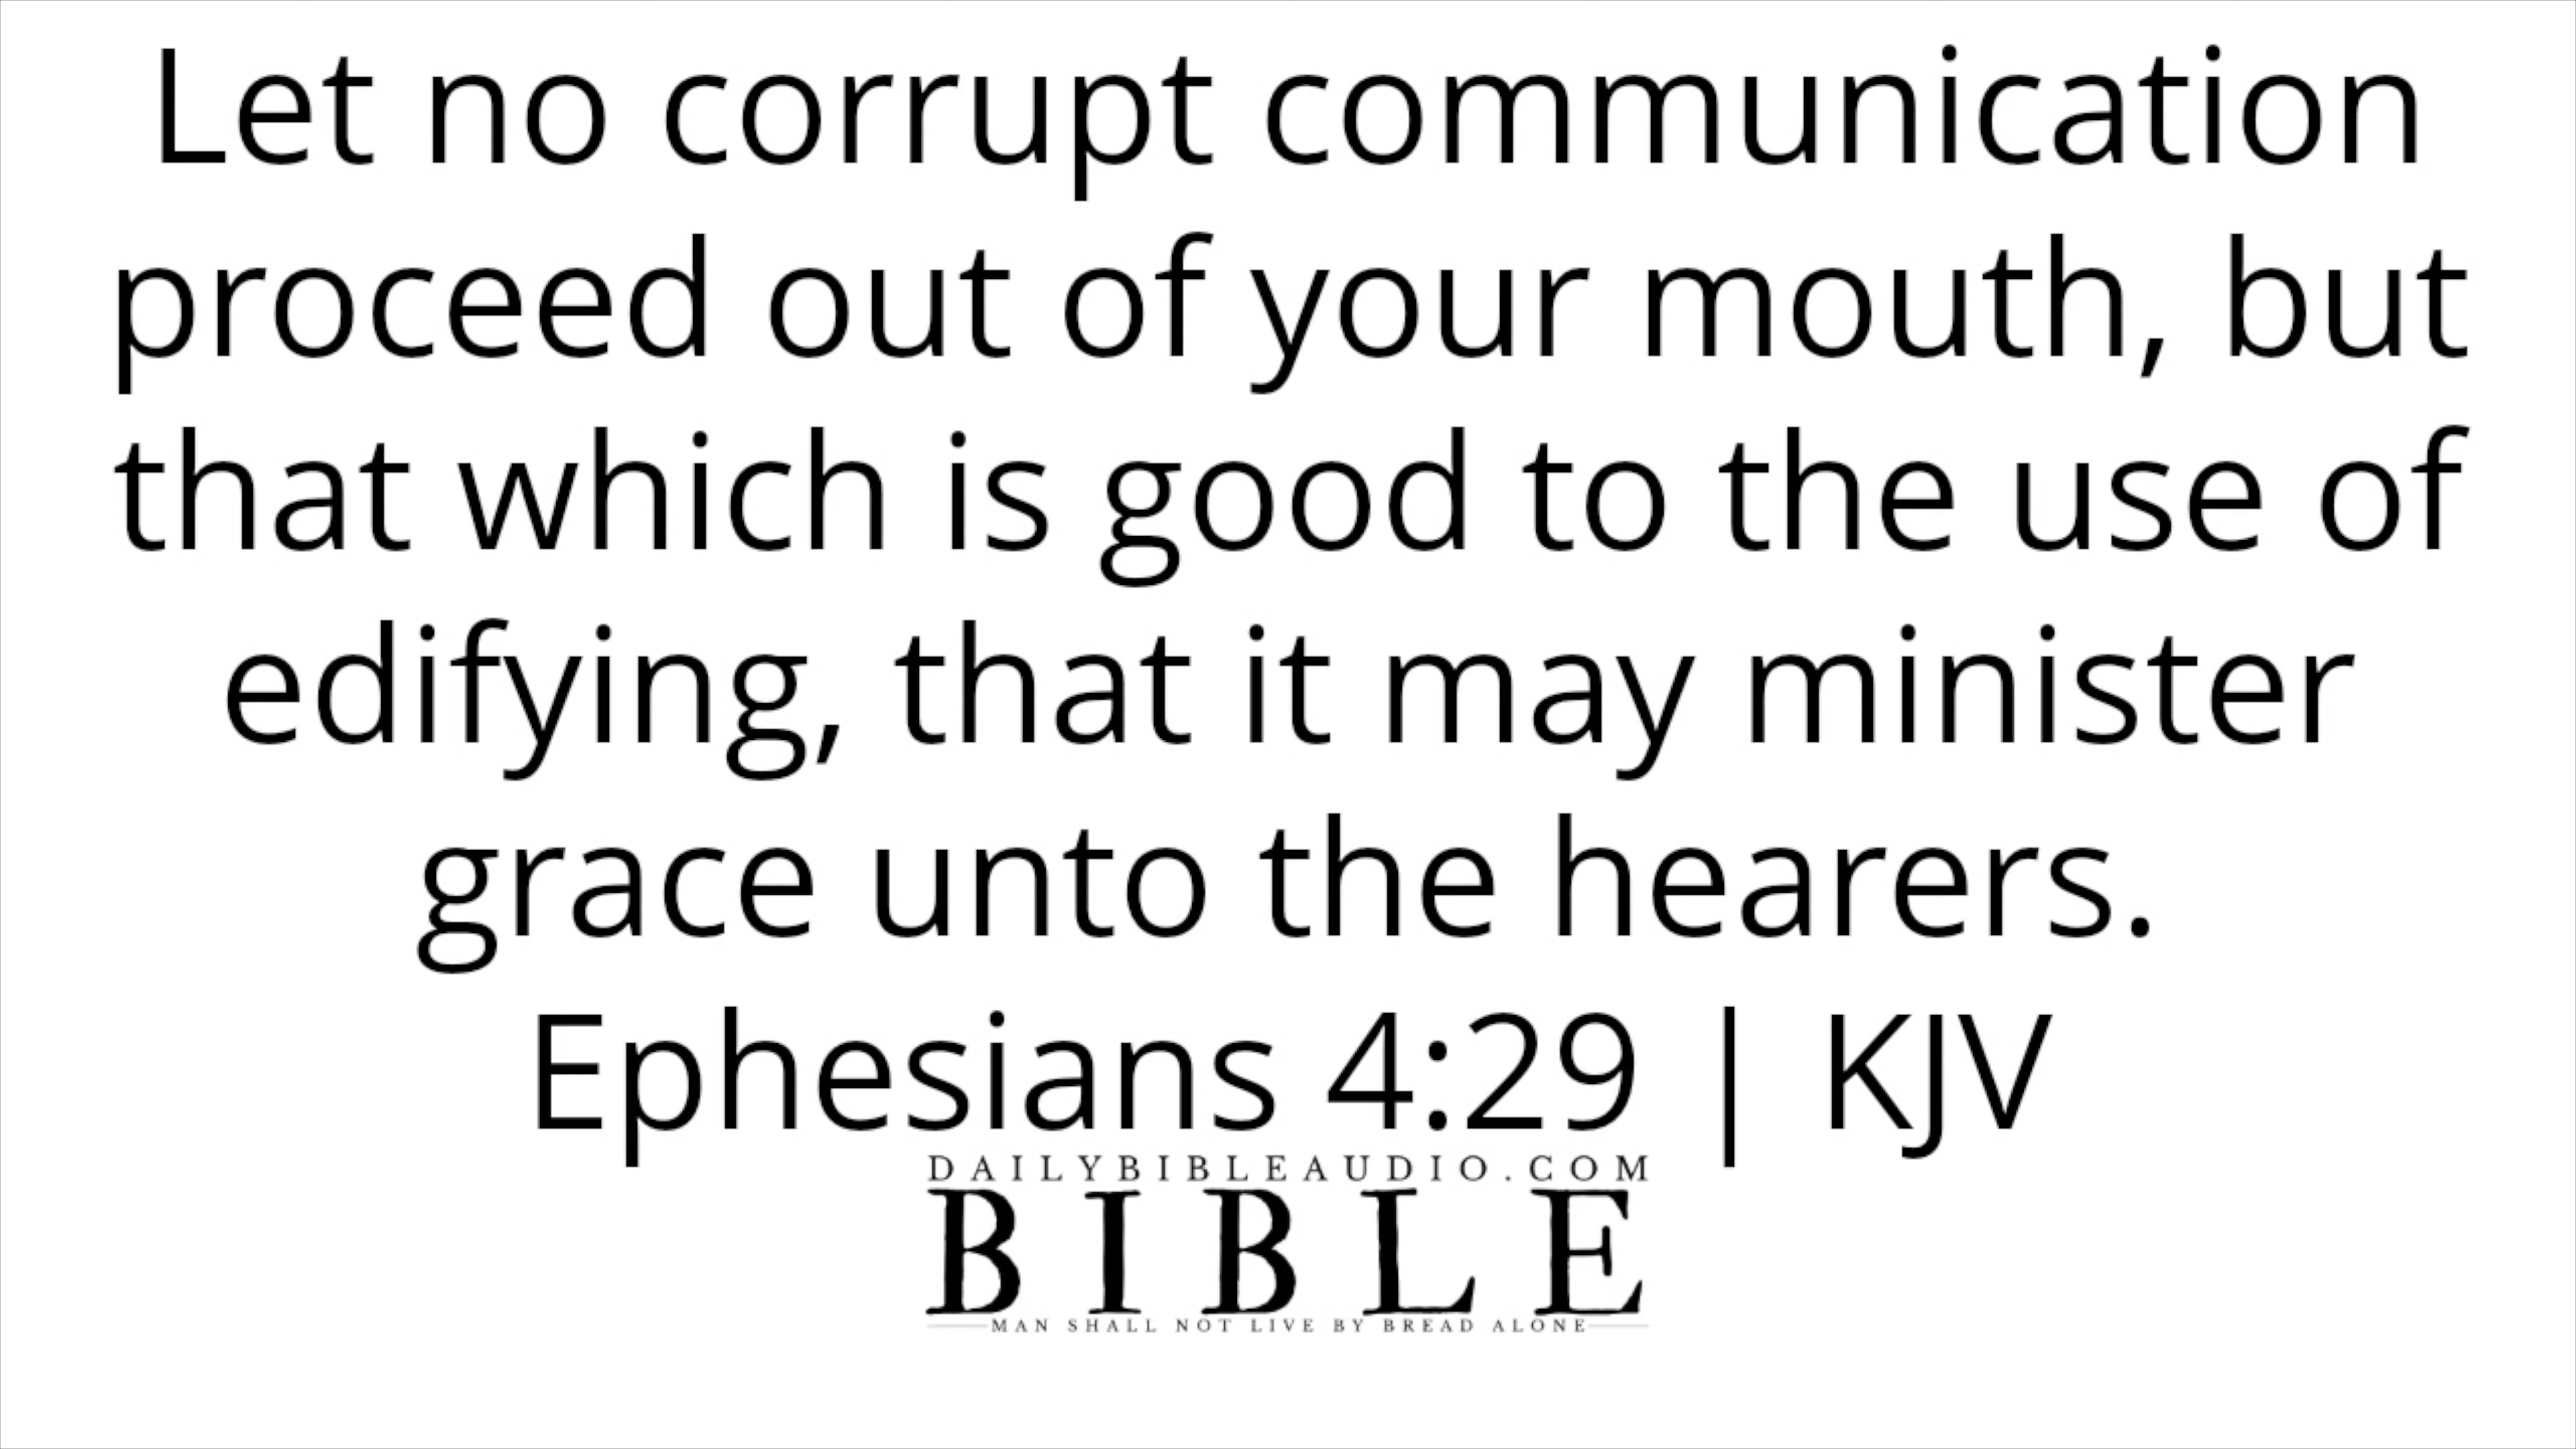 Let no corrupt communication
proceed out of your mouth, but
that which is good to the use of
edifying, that it may minister
grace unto the hearers.
Ephesians 4:29 | KJV
DAILYBIBLEAUDIO.COM
BIBLE
MAN SHALL NOT LIVE BY BREAD ALONE